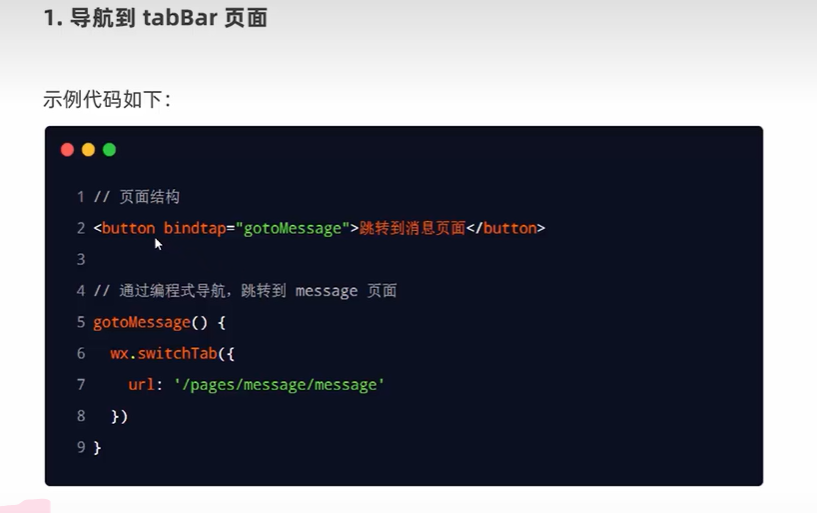 1. 导航到 tabBar 页面
示例代码如下：
1 // 页面结构
2 <button bindtap="gotoMessage">跳转到消息页面</button>
3
4 // 通过编程式导航，跳转到 message 页面
5 gotoMessage() {
6   wx.switchTab({
7     url: '/pages/message/message'
8   })
9 }